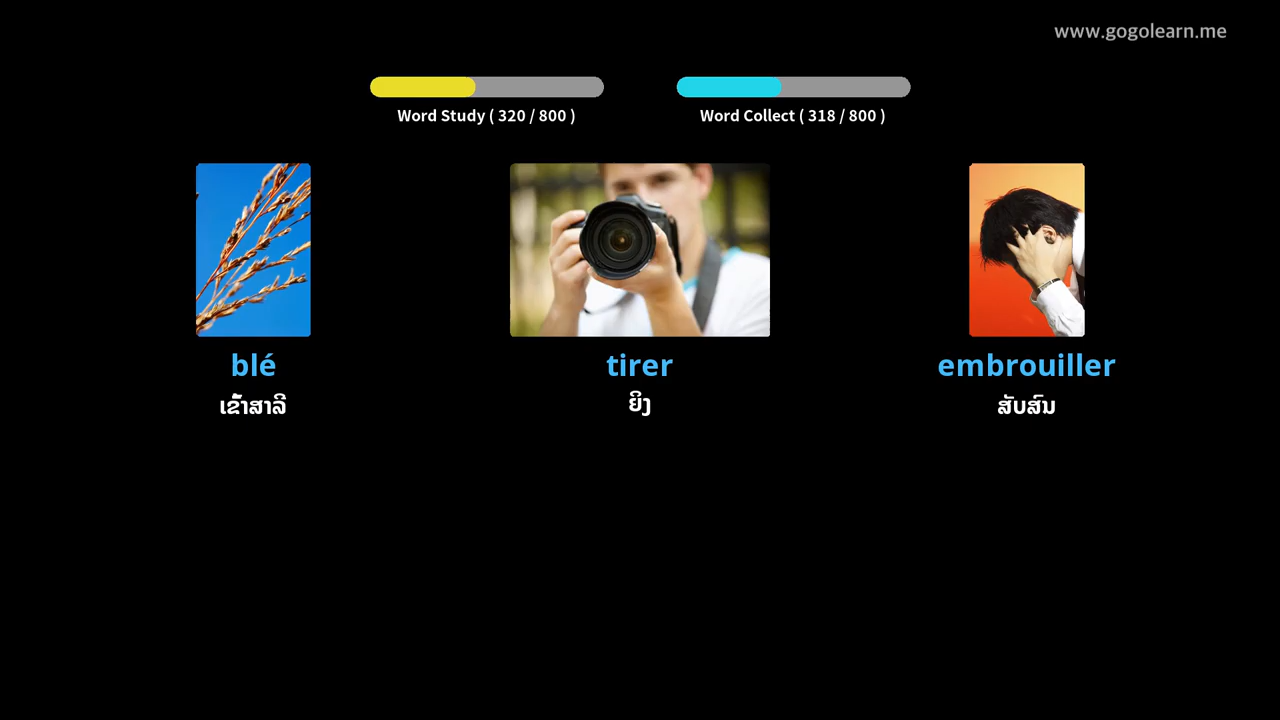 www.gogolearn.me
Word Study ( 320 / 800 )
Word Collect ( 318 / 800 )
blé
tirer
embrouiller
ເຂົ້າສາລີ
ຍິງ
ສັບສົນ